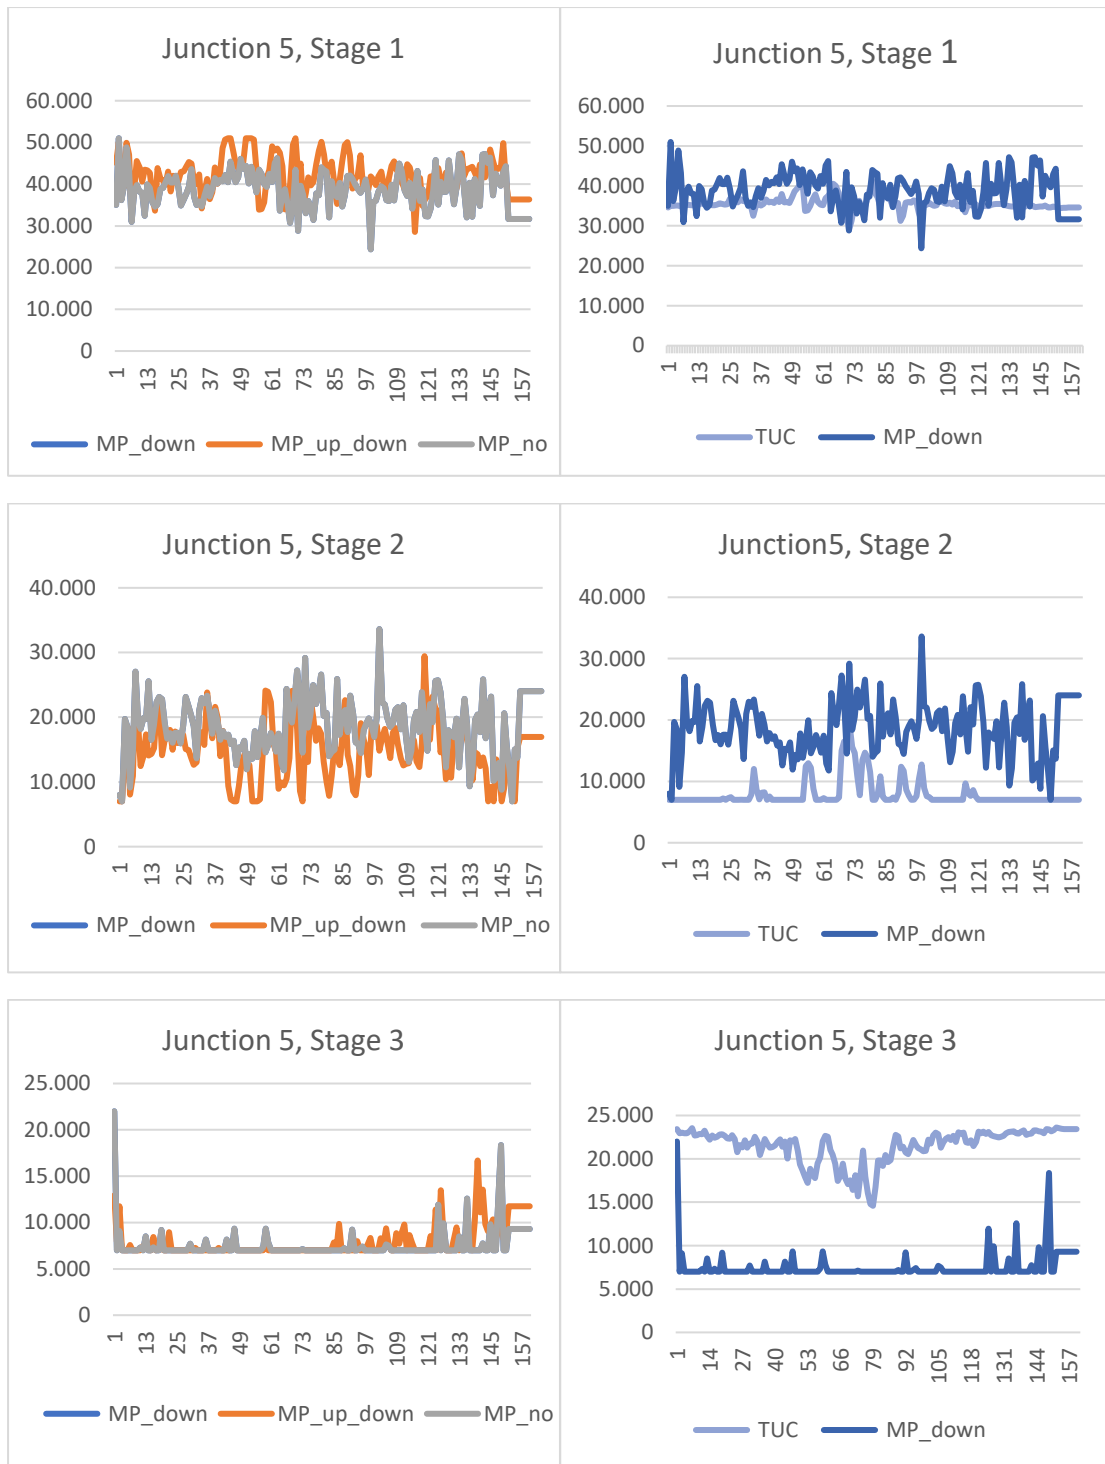 Junction 5, Stage 1
60.000
50.000
40.000
30.000
20.000
10.000
0
1 13 25 37 49 61 73 85 97 109 121 133 145 157
MP_down MP_up_down MP_no
Junction 5, Stage 1
60.000
50.000
40.000
30.000
20.000
10.000
0
1 13 25 37 49 61 73 85 97 109 121 133 145 157
TUC MP_down
Junction 5, Stage 2
40.000
30.000
20.000
10.000
0
1 13 25 37 49 61 73 85 97 109 121 133 145 157
MP_down MP_up_down MP_no
Junction5, Stage 2
40.000
30.000
20.000
10.000
0
1 13 25 37 49 61 73 85 97 109 121 133 145 157
TUC MP_down
Junction 5, Stage 3
25.000
20.000
15.000
10.000
5.000
0
1 13 25 37 49 61 73 85 97 109 121 133 145 157
MP_down MP_up_down MP_no
Junction 5, Stage 3
25.000
20.000
15.000
10.000
5.000
0
1 14 27 40 53 66 79 92 105 118 131 144 157
TUC MP_down